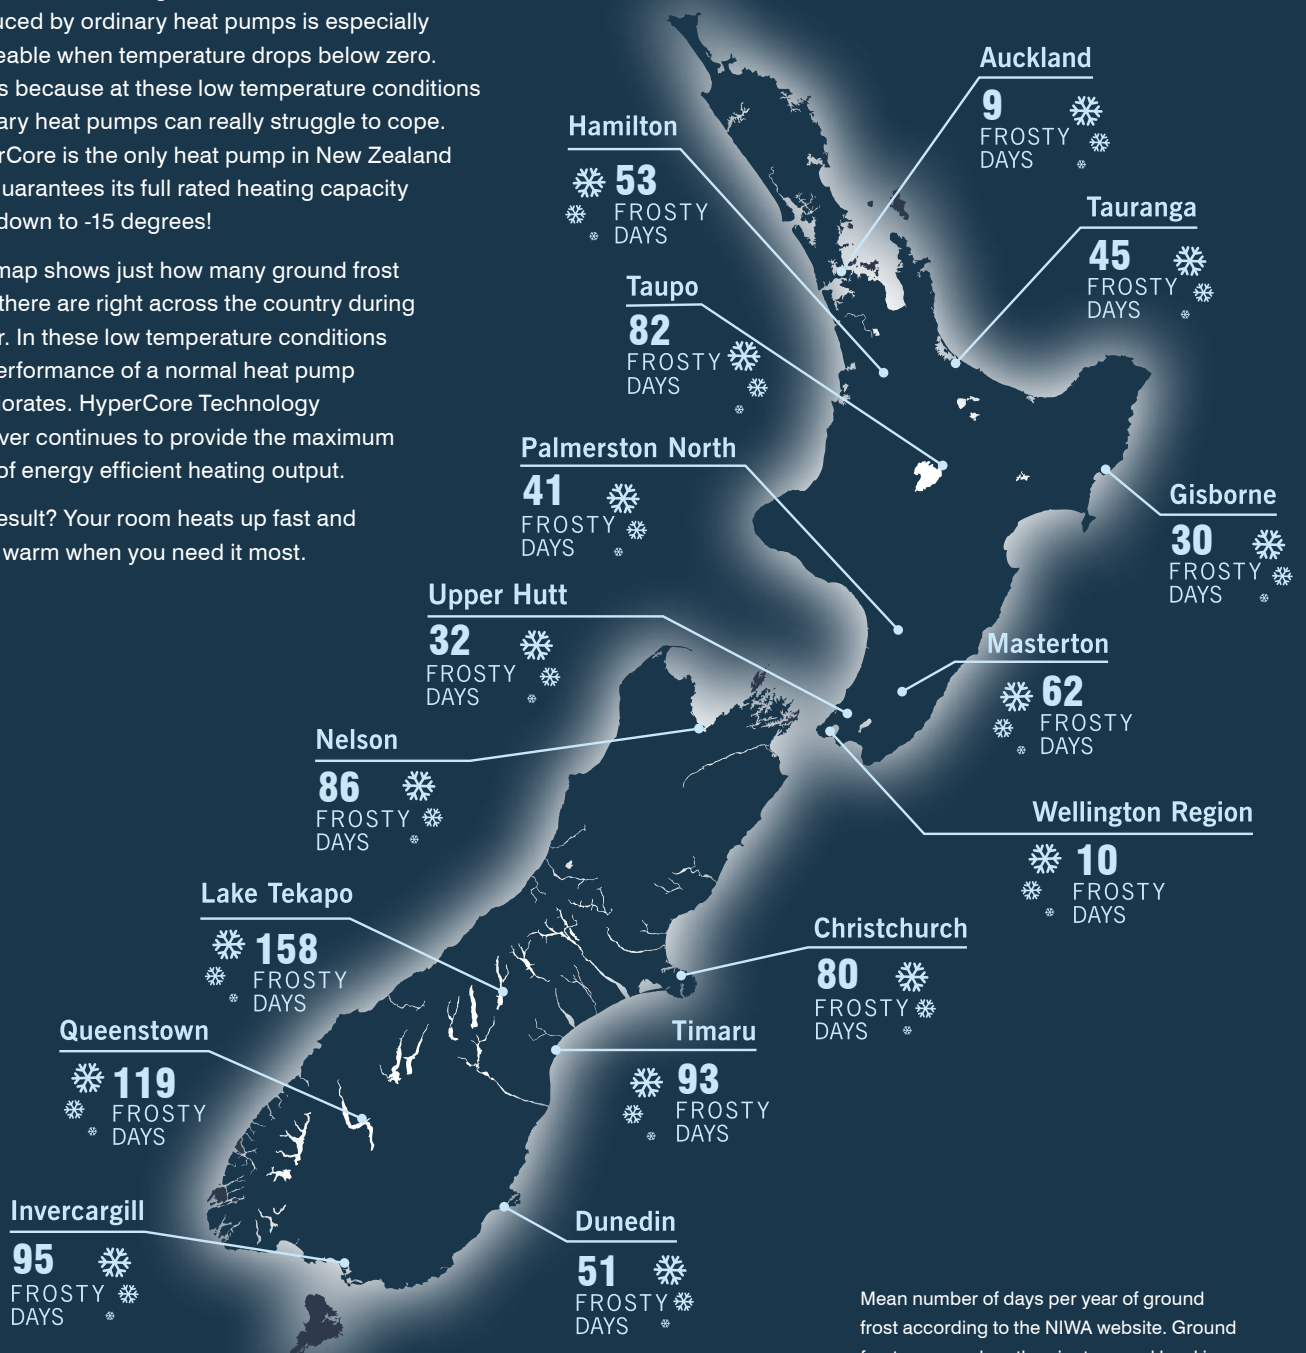 by ordinary heat pumps is especially
when temperature drops below zero.
because at these low temperature conditions
heat pumps can really struggle to cope.
is the only heat pump in New Zealand
its full rated heating capacity
down to -15 degrees!
map shows just how many ground frost
there are right across the country during
In these low temperature conditions
of a normal heat pump
HyperCore Technology
continues to provide the maximum
of energy efficient heating output.
Your room heats up fast and
warm when you need it most.
Auckland
9
FROSTY
DAYS
Hamilton
53
FROSTY
DAYS
Tauranga
45
FROSTY
DAYS
Taupo
82
FROSTY
DAYS
Palmerston North
41
FROSTY
DAYS
Gisborne
30
FROSTY
DAYS
Upper Hutt
32
FROSTY
DAYS
Masterton
62
FROSTY
DAYS
Nelson
86
FROSTY
DAYS
Wellington Region
10
FROSTY
DAYS
Lake Tekapo
158
FROSTY
DAYS
Christchurch
80
FROSTY
DAYS
Queenstown
119
FROSTY
DAYS
Timaru
93
FROSTY
DAYS
Invercargill
95
FROSTY
DAYS
Dunedin
51
FROSTY
DAYS
Mean number of days per year of ground
frost according to the NIWA website. Ground